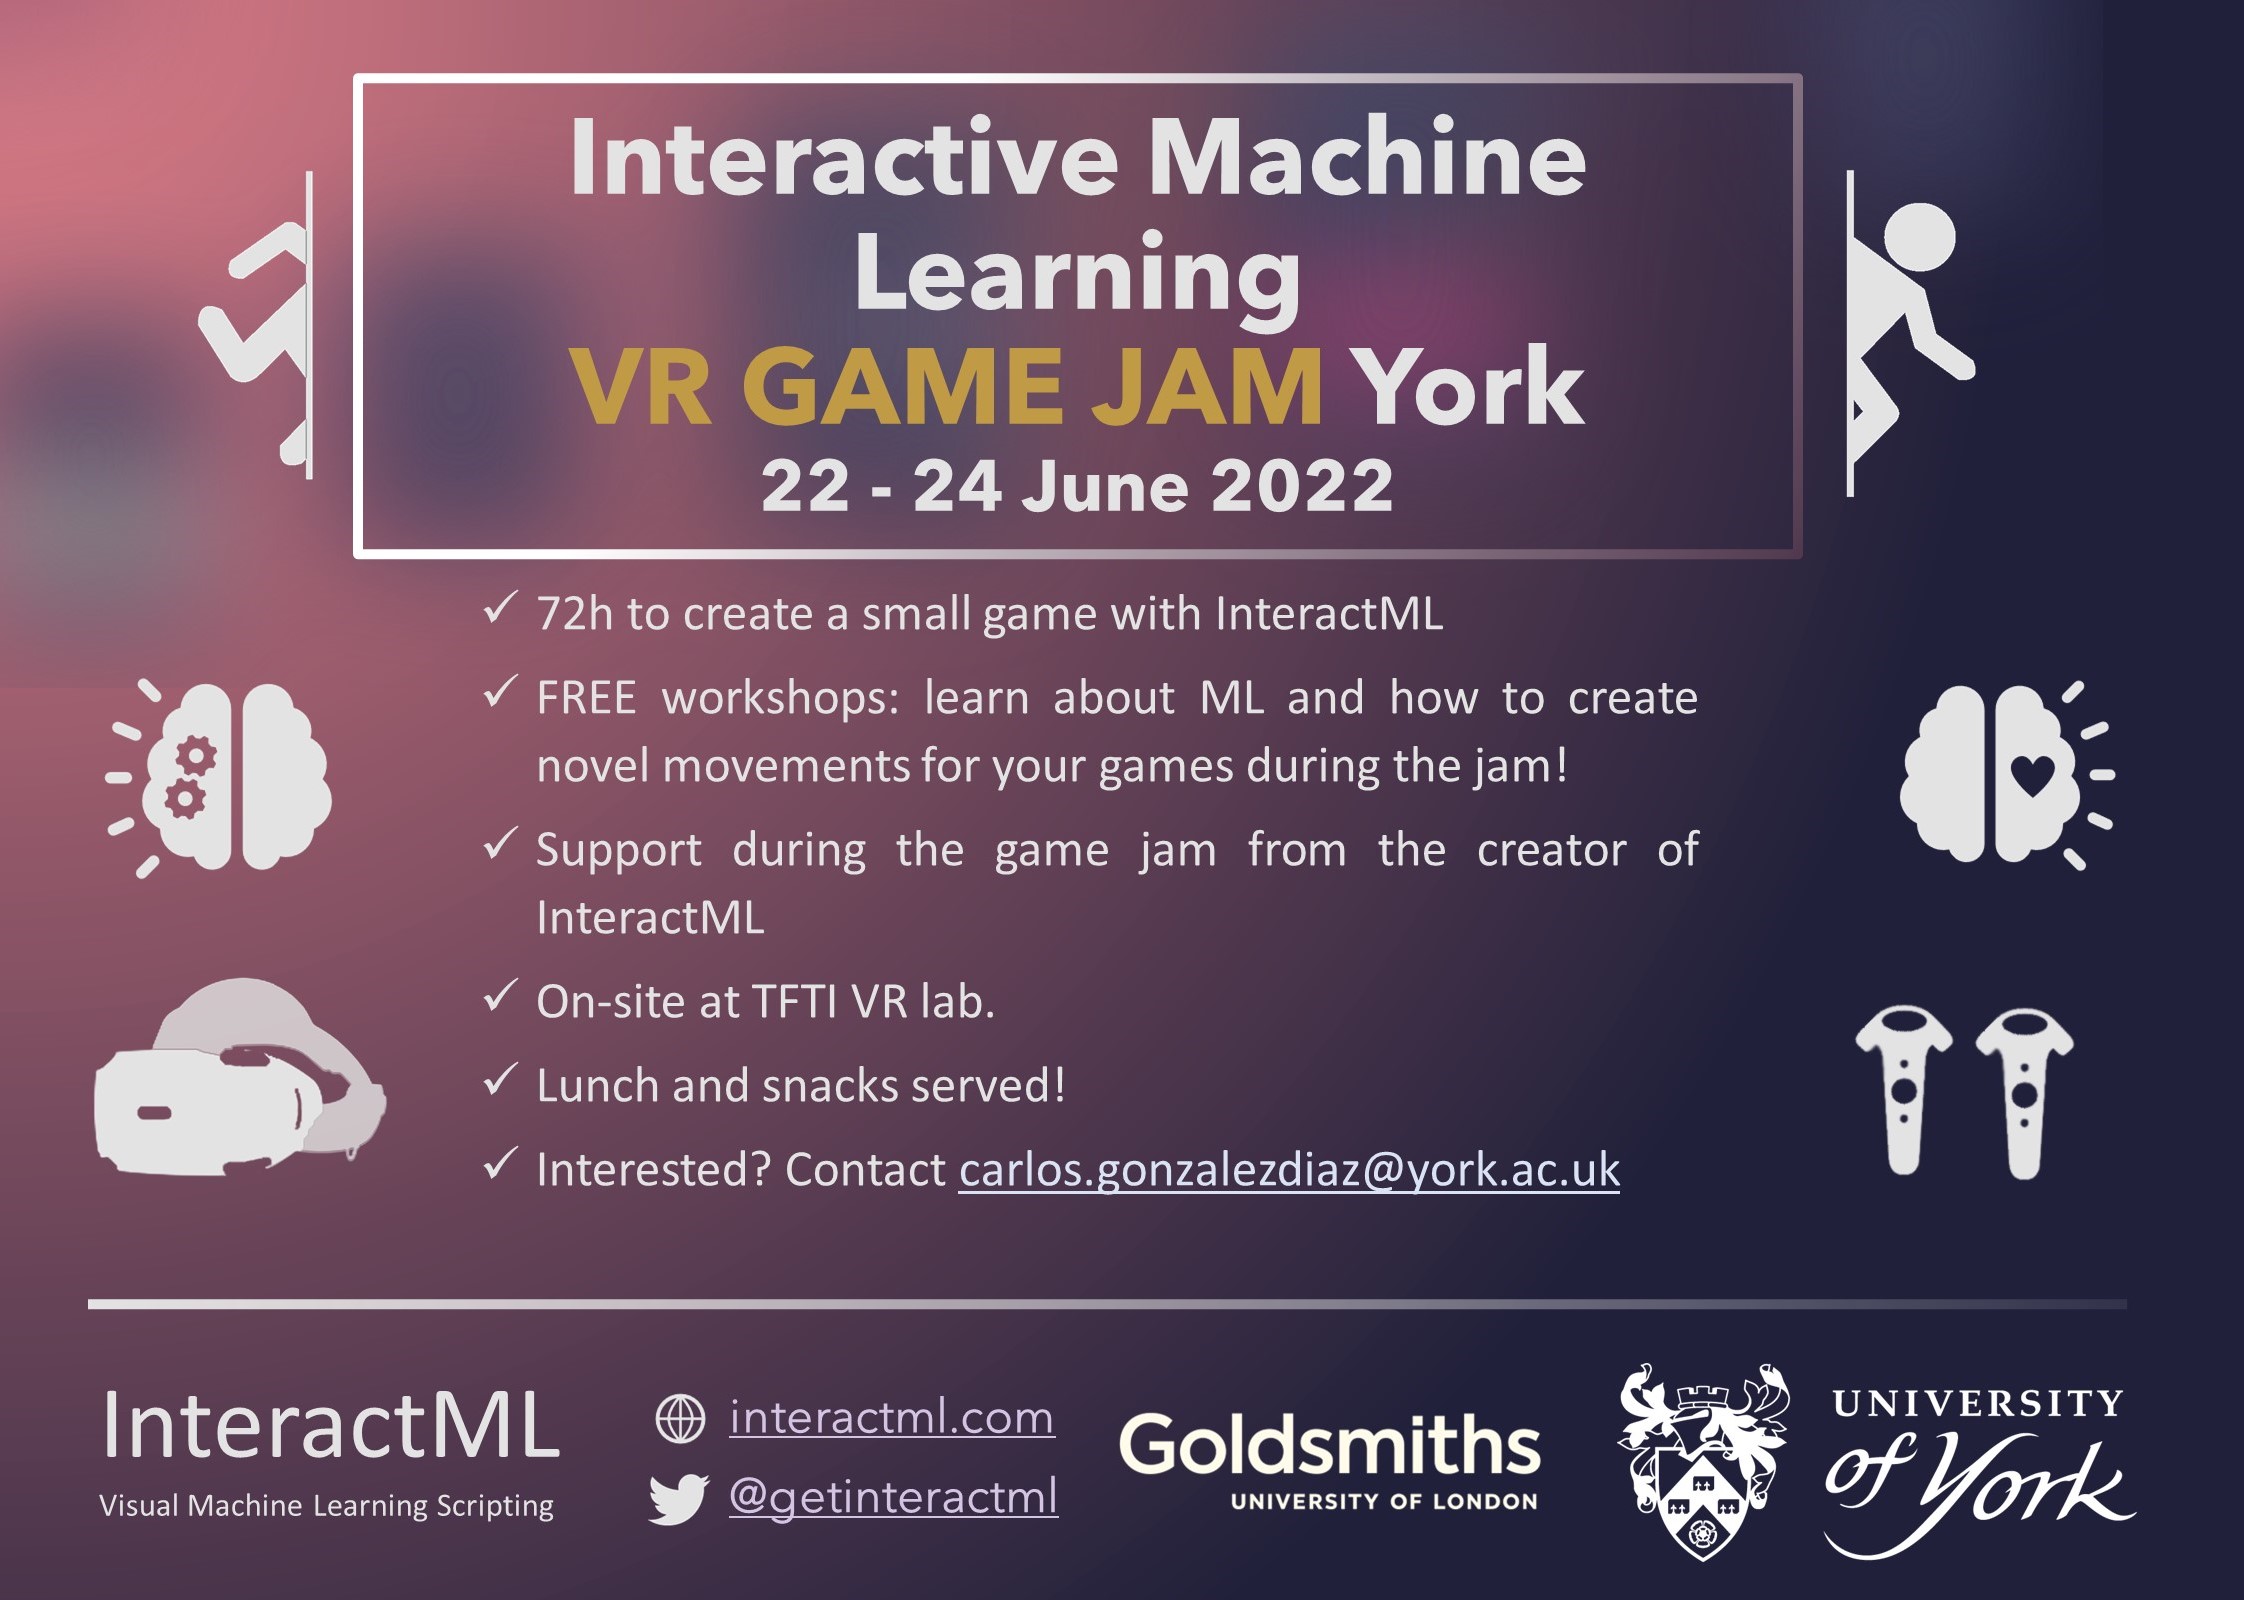 Interactive Machine
Learning
VR GAME JAM York
22 - 24 June 2022
72h to create a small game with InteractML
FREE workshops: learn about ML and how to create
novel movements for your games during the jam!
Support during the game jam from the creator of
InteractML
On-site at TFTI VR lab.
Lunch and snacks served!
Interested? Contact carlos.gonzalezdiaz@york.ac.uk
InteractML
Visual Machine Learning Scripting
interactml.com
@getinteractml
Goldsmiths
UNIVERSITY OF LONDON
UNIVERSITY
of York